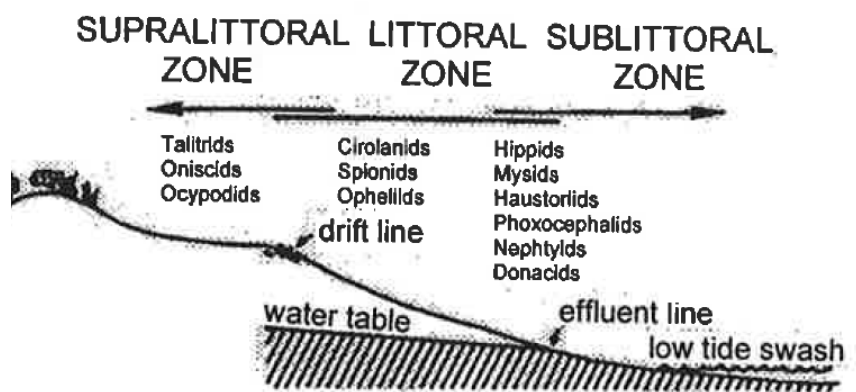 SUPRALITTORAL ZONE
LITTORAL ZONE
SUBLITTORAL ZONE
Talitrids
Oniscids
Ocypodids
Cirolanids
Spionids
Opheliids
Hippids
Mysids
Haustoriids
Phoxocephalids
Nephtyids
Donacids
drift line
water table
effluent line
low tide swash